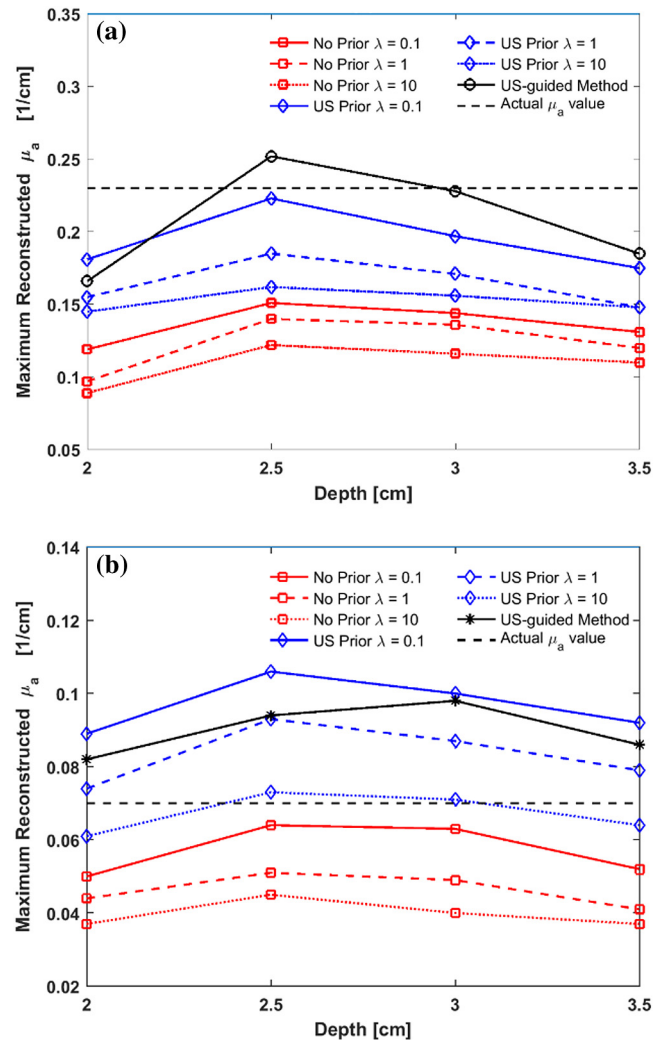 (a)
0.35
0.3
0.25
0.2
0.15
0.1
0.05
Maximum Reconstructed μa [1/cm]
No Prior λ = 0.1
No Prior λ = 1
No Prior λ = 10
US Prior λ = 0.1
US Prior λ = 1
US Prior λ = 10
US-guided Method
Actual μa value
2 2.5 3 3.5
Depth [cm]
(b)
0.14
0.12
0.1
0.08
0.06
0.04
0.02
Maximum Reconstructed μa [1/cm]
No Prior λ = 0.1
No Prior λ = 1
No Prior λ = 10
US Prior λ = 0.1
US Prior λ = 1
US Prior λ = 10
US-guided Method
Actual μa value
2 2.5 3 3.5
Depth [cm]